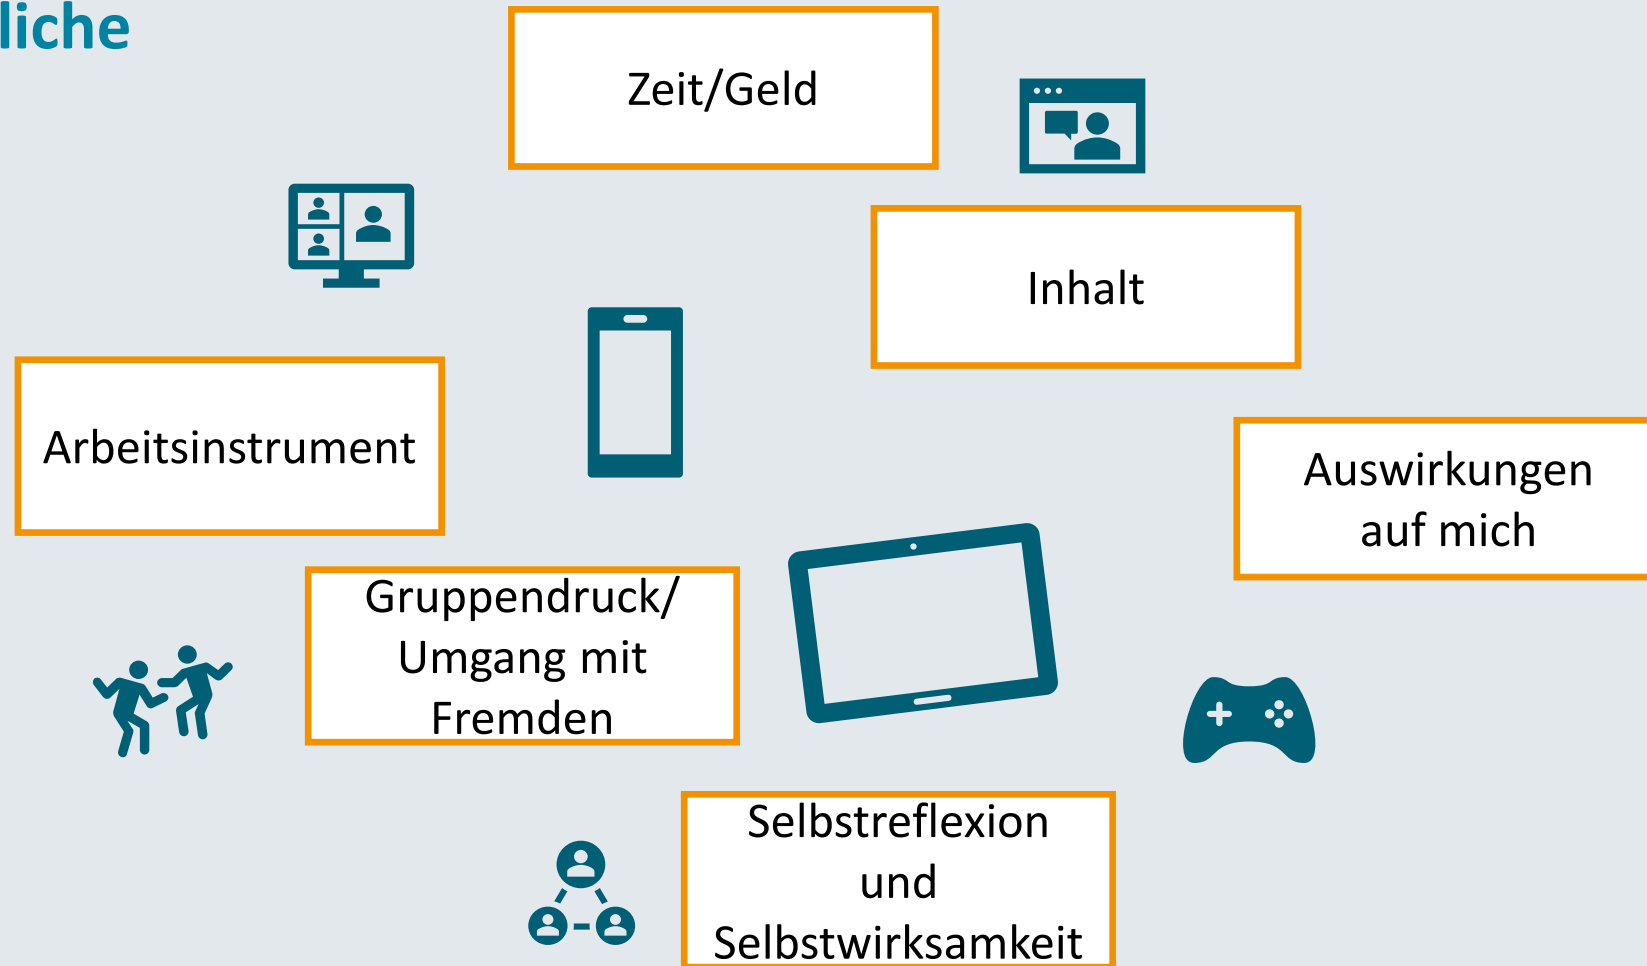 liche
Zeit/Geld
Inhalt
Arbeitsinstrument
Auswirkungen
auf mich
Gruppendruck/
Umgang mit
Fremden
Selbstreflexion
und
Selbstwirksamkeit